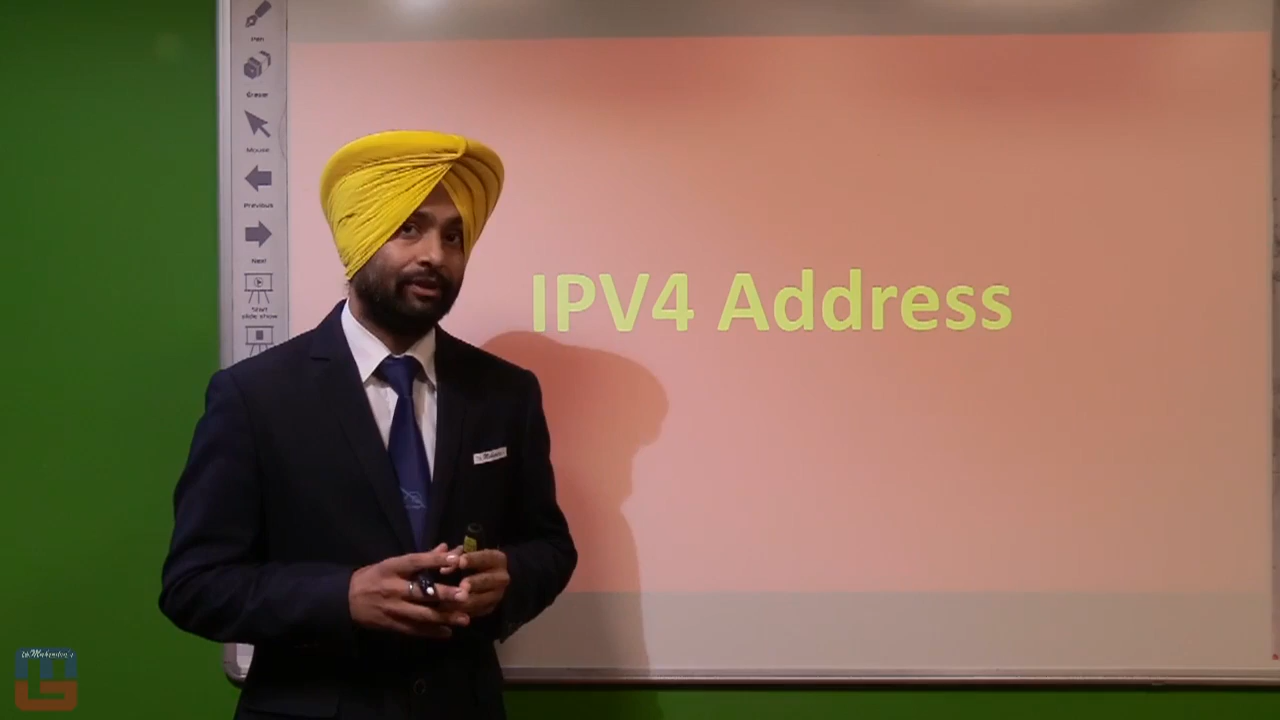 Pen
Eraser
Mouse
Previous
Next
Start
slide show
IPV4 Address